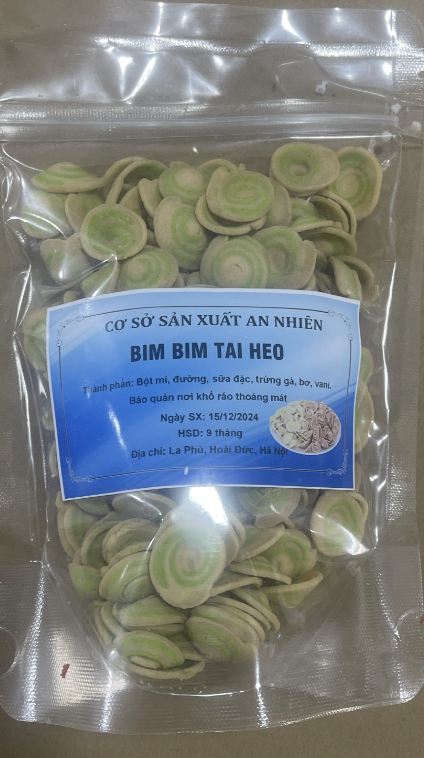 CƠ SỞ SẢN XUẤT AN NHIÊN
BIM BIM TAI HEO
Thành phần: Bột mì, đường, sữa đặc, trứng gà, bơ, vani.
Bảo quản nơi khô ráo thoáng mát
Ngày SX: 15/12/2024
HSD: 9 tháng
Địa chỉ: La Phù, Hoài Đức, Hà Nội